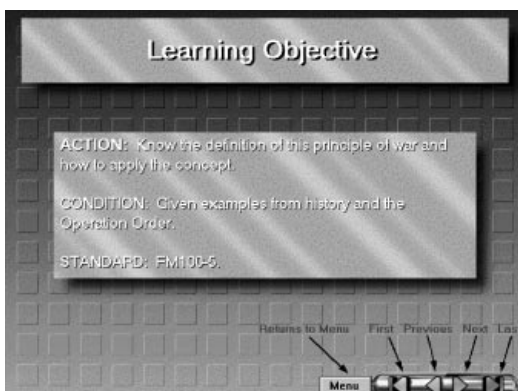 Learning Objective
ACTION: Know the definition of this principle of war and
how to apply the concept.
CONDITION: Given examples from history and the
Operation Order.
STANDARD: FM100-5.
Returns to Menu First Previous Next Las
Menu